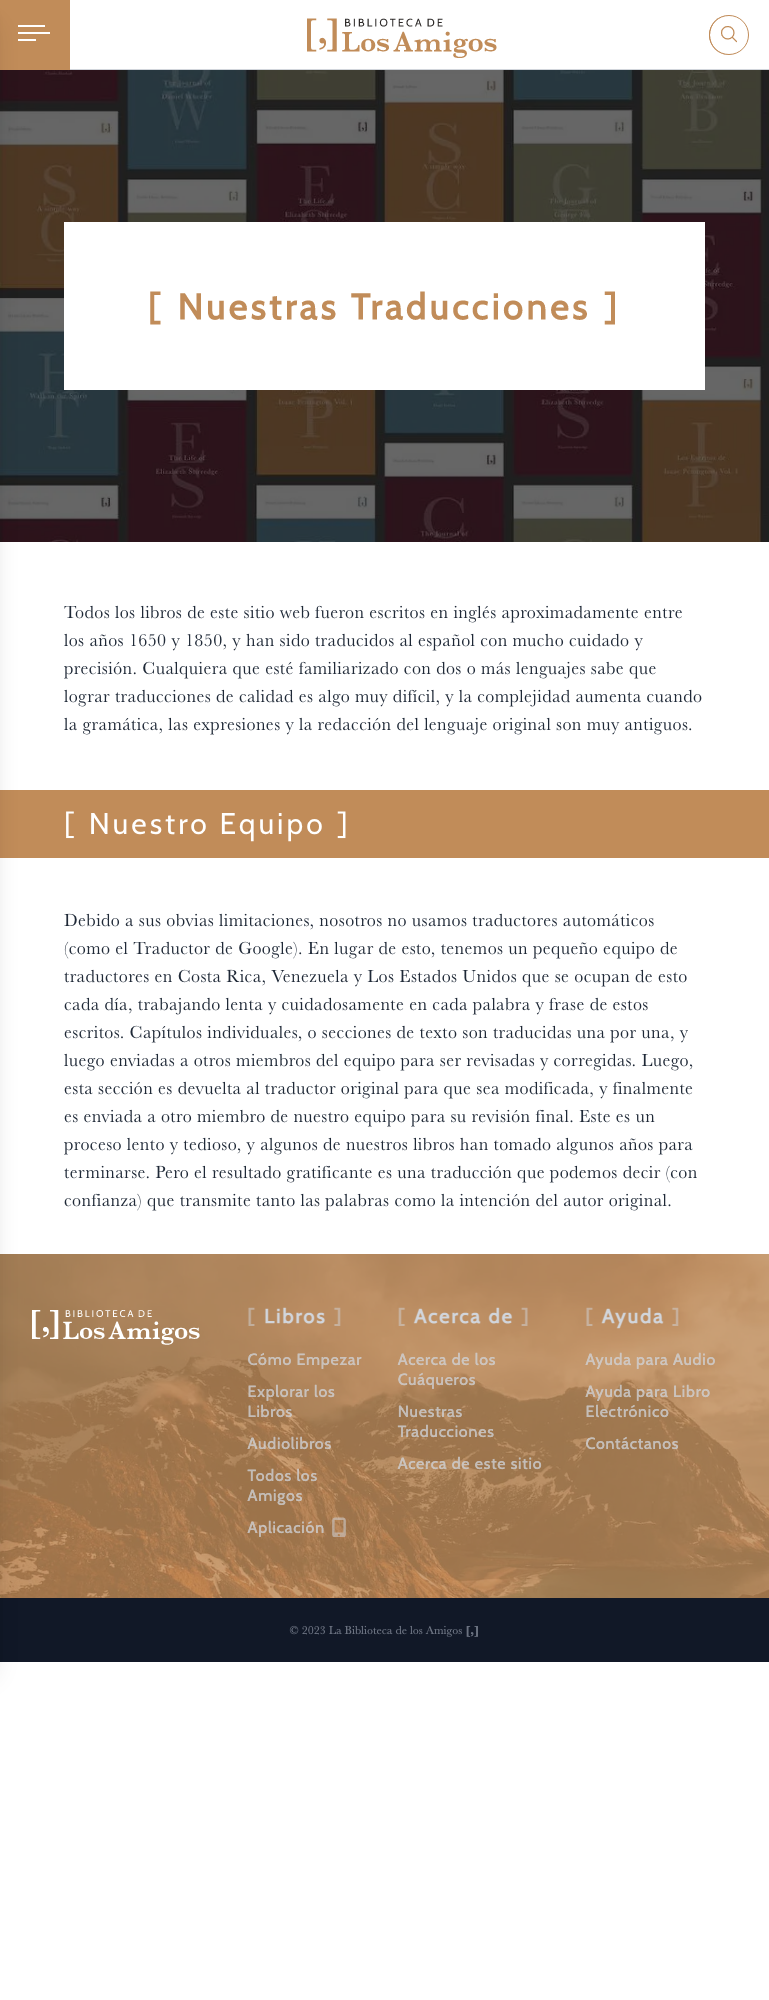 BIBLIOTECA DE
[,] Los Amigos
The Life of
Elizabeth Stirredge
[ Nuestras Traducciones ]
The Life of
Elizabeth Stirredge
Todos los libros de este sitio web fueron escritos en inglés aproximadamente entre
los años 1650 y 1850, y han sido traducidos al español con mucho cuidado y
precisión. Cualquiera que esté familiarizado con dos o más lenguajes sabe que
lograr traducciones de calidad es algo muy difícil, y la complejidad aumenta cuando
la gramática, las expresiones y la redacción del lenguaje original son muy antiguos.
[ Nuestro Equipo ]
Debido a sus obvias limitaciones, nosotros no usamos traductores automáticos
(como el Traductor de Google). En lugar de esto, tenemos un pequeño equipo de
traductores en Costa Rica, Venezuela y Los Estados Unidos que se ocupan de esto
cada día, trabajando lenta y cuidadosamente en cada palabra y frase de estos
escritos. Capítulos individuales, o secciones de texto son traducidas una por una, y
luego enviadas a otros miembros del equipo para ser revisadas y corregidas. Luego,
esta sección es devuelta al traductor original para que sea modificada, y finalmente
es enviada a otro miembro de nuestro equipo para su revisión final. Este es un
proceso lento y tedioso, y algunos de nuestros libros han tomado algunos años para
terminarse. Pero el resultado gratificante es una traducción que podemos decir (con
confianza) que transmite tanto las palabras como la intención del autor original.
BIBLIOTECA DE
[,] Los Amigos
[ Libros ]
Cómo Empezar
Explorar los
Libros
Audiolibros
Todos los
Amigos
Aplicación
[ Acerca de ]
Acerca de los
Cuáqueros
Nuestras
Traducciones
Acerca de este sitio
[ Ayuda ]
Ayuda para Audio
Ayuda para Libro
Electrónico
Contáctanos
© 2023 La Biblioteca de los Amigos [,]